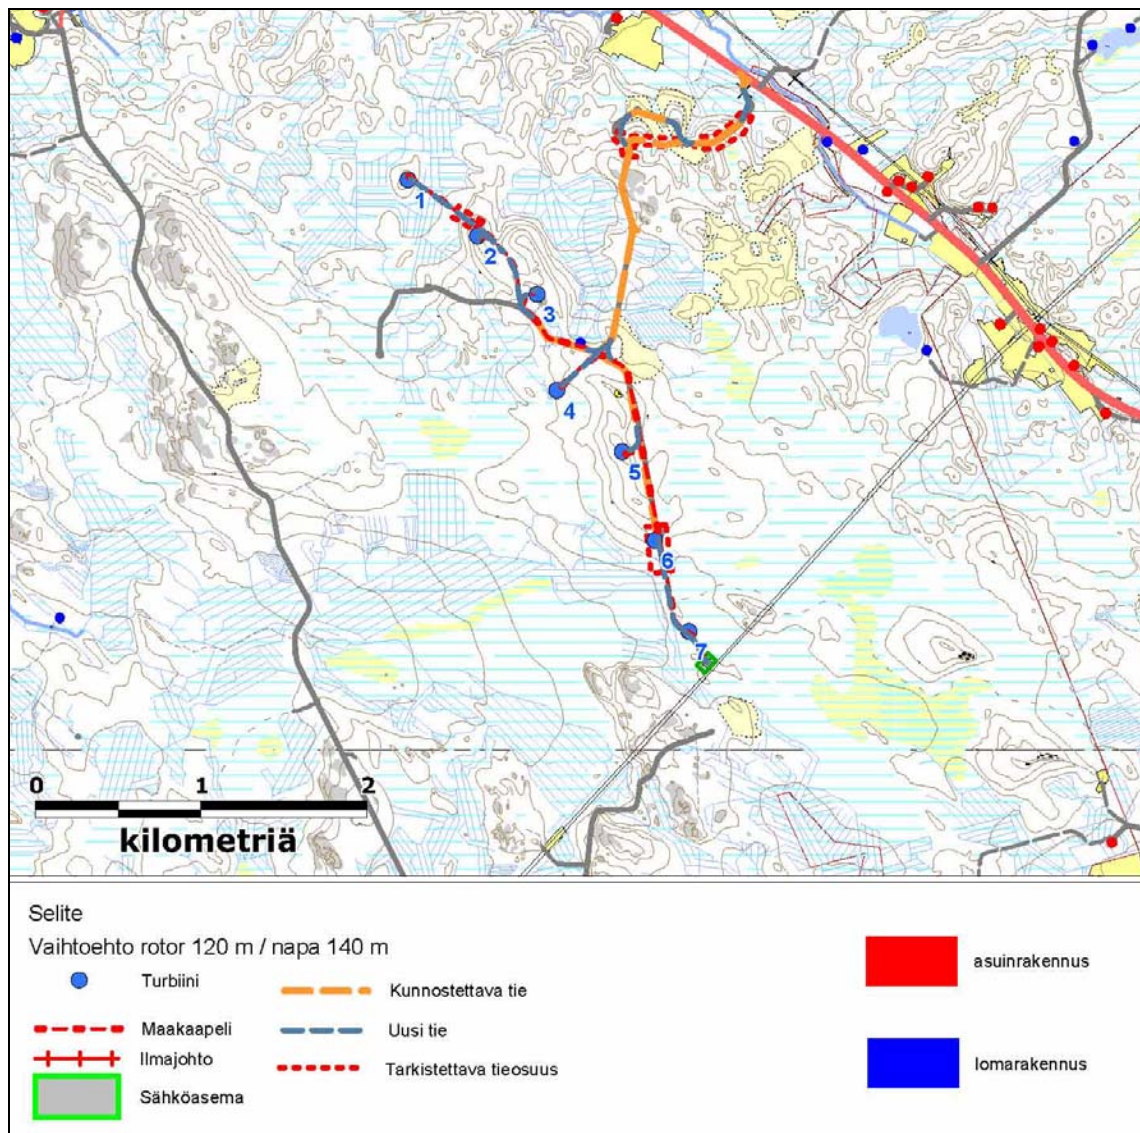 1
2
3
4
5
6
7
0 1 2
kilometriä
Selite
Vaihtoehto rotor 120 m / napa 140 m
Turbiini
Maakaapeli
Ilmajohto
Sähköasema
Kunnostettava tie
Uusi tie
Tarkistettava tieosuus
asuinrakennus
lomarakennus